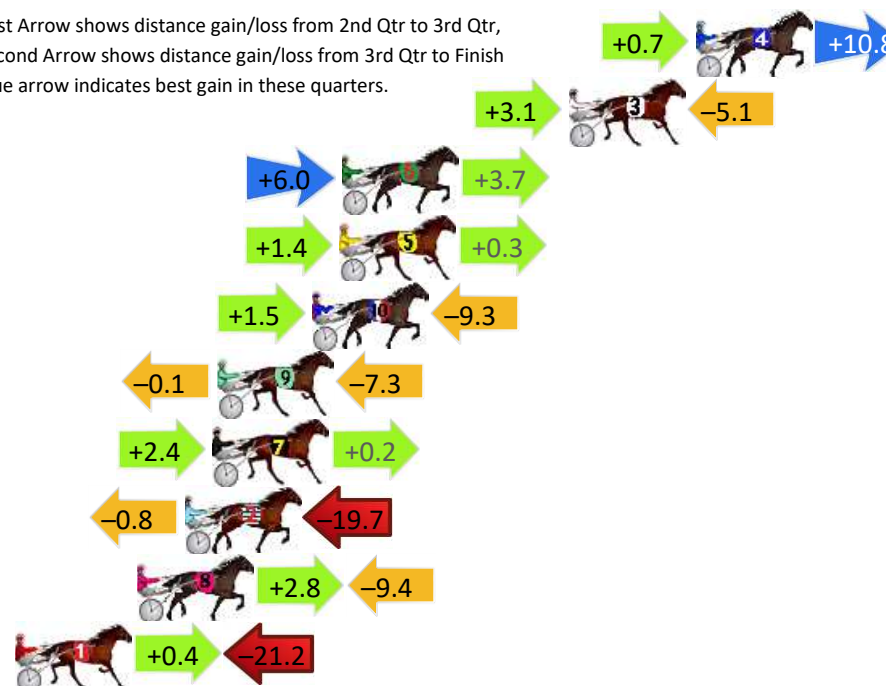 st Arrow shows distance gain/loss from 2nd Qtr to 3rd Qtr,
cond Arrow shows distance gain/loss from 3rd Qtr to Finish
ue arrow indicates best gain in these quarters.
+0.7 4 +10.8
+3.1 3 –5.1
+6.0 6 +3.7
+1.4 5 +0.3
+1.5 10 –9.3
–0.1 9 –7.3
+2.4 7 +0.2
–0.8 2 –19.7
8 +2.8 –9.4
1 +0.4 –21.2